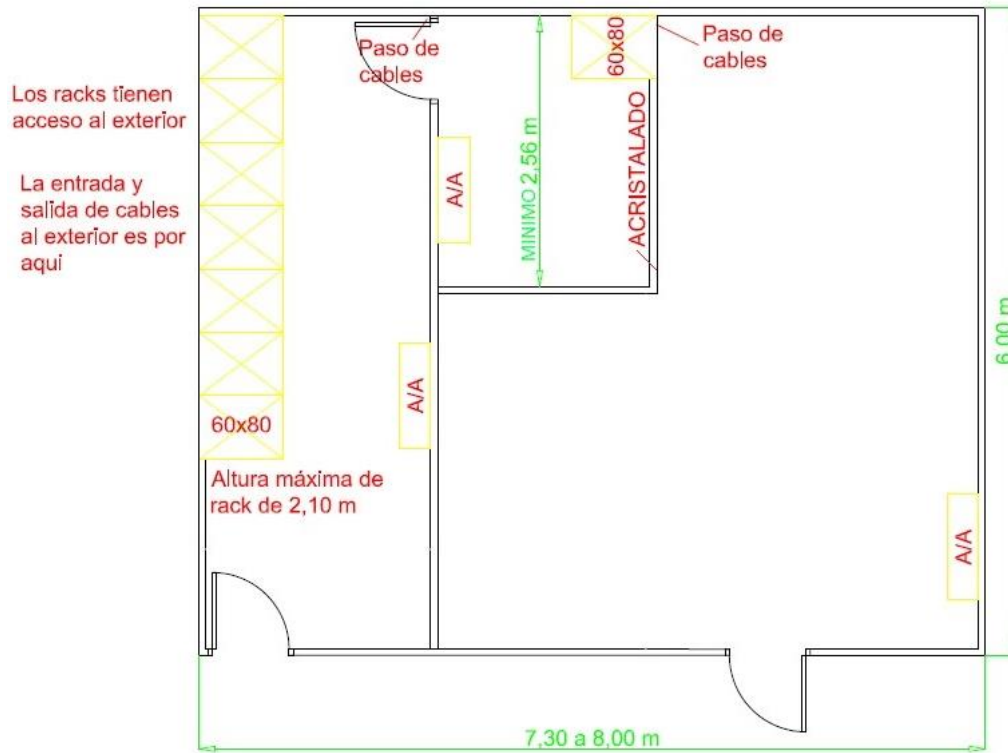 Paso de
cables
60x80
Paso de
cables
Los racks tienen
acceso al exterior
La entrada y
salida de cables
al exterior es por
aqui
A/A
MINIMO 2,56 m
ACRISTALADO
6,00 m
A/A
60x80
Altura máxima de
rack de 2,10 m
A/A
7,30 a 8,00 m